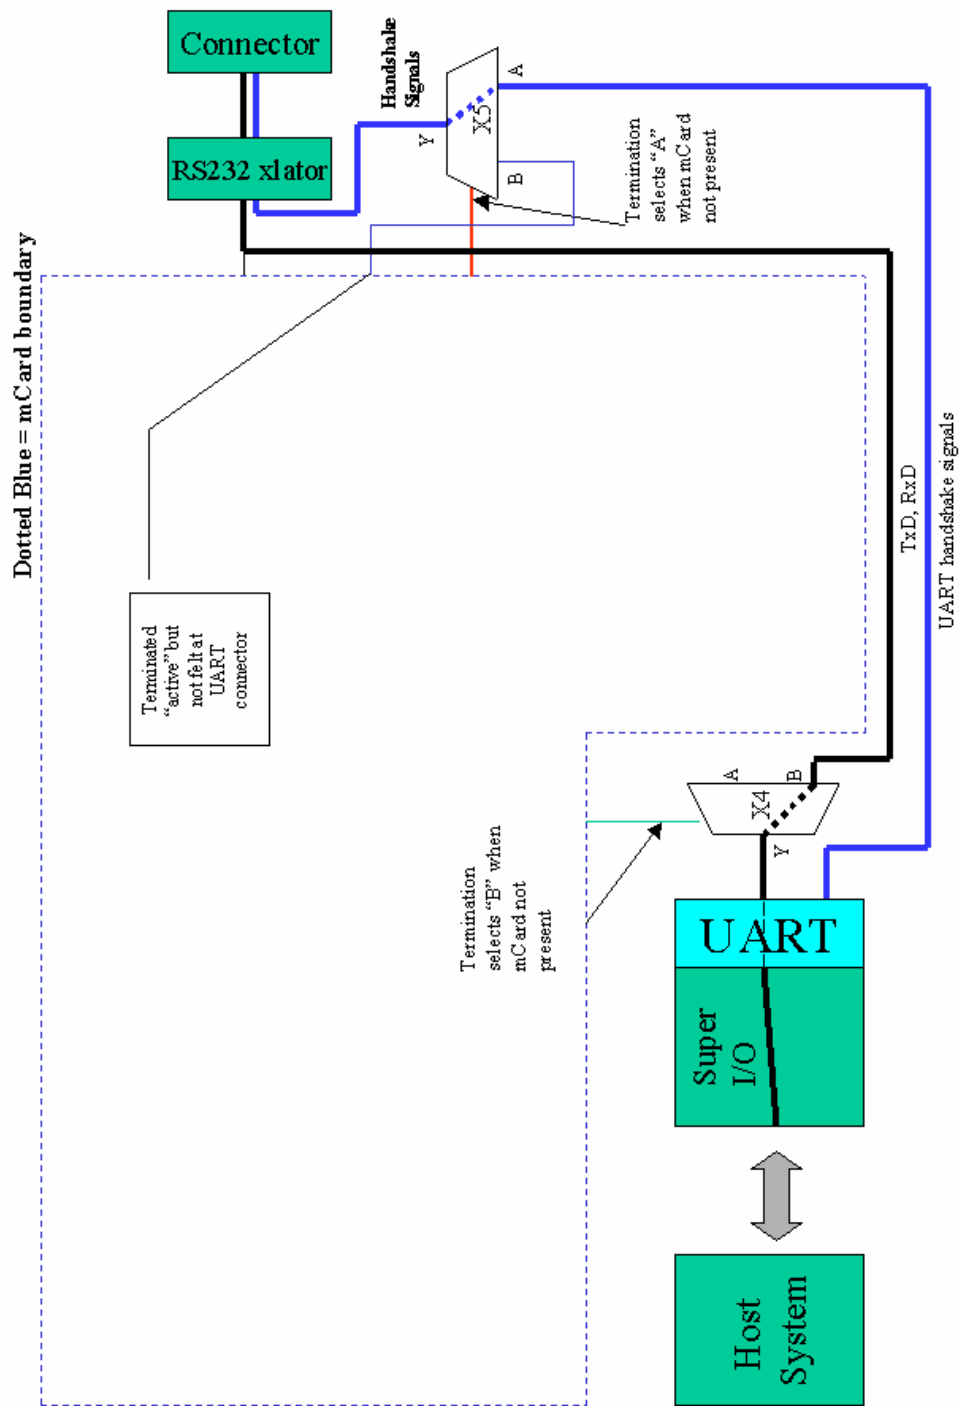 Connector
RS232 xlator
Handshake
Signals
Y
X5
A
B
Termination
selects "A"
when mCard
not present
Dotted Blue = mCard boundary
Terminated
"active" but
not felt at
UART
connector
TxD, RxD
UART handshake signals
A
B
X4
Y
Termination
selects "B" when
mCard not
present
UART
Super
I/O
Host
System